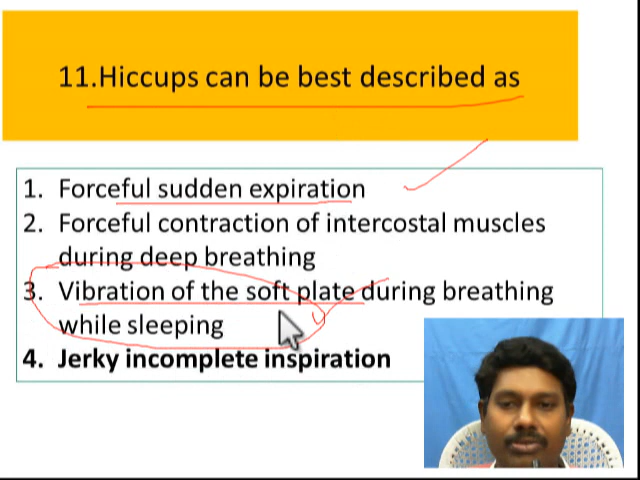 11.Hiccups can be best described as
1. Forceful sudden expiration
2. Forceful contraction of intercostal muscles
during deep breathing
3. Vibration of the soft plate during breathing
while sleeping
4. Jerky incomplete inspiration